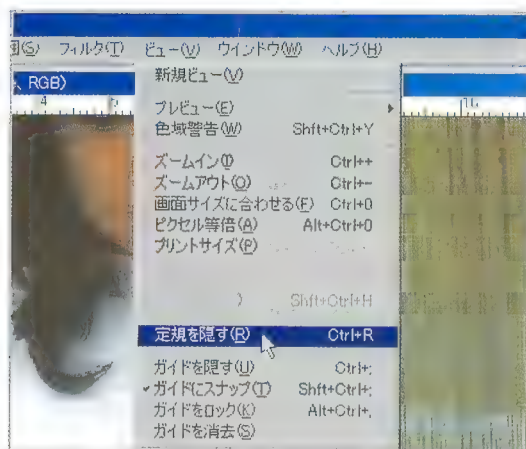 (S) フィルタ(T) ビュー(V) ウインドウ(W) ヘルプ(H)
, RGB)
新規ビュー(V)
プレビュー(E)
色域警告(W) Shft+Ctrl+Y
ズームイン(I) Ctrl++
ズームアウト(O) Ctrl+-
画面サイズに合わせる(F) Ctrl+0
ピクセル等倍(A) Alt+Ctrl+0
プリントサイズ(P)
) Shft+Ctrl+H
定規を隠す(R) Ctrl+R
ガイドを隠す(U) Ctrl+;
ガイドにスナップ(T) Shft+Ctrl+;
ガイドをロック(K) Alt+Ctrl+;
ガイドを消去(S)